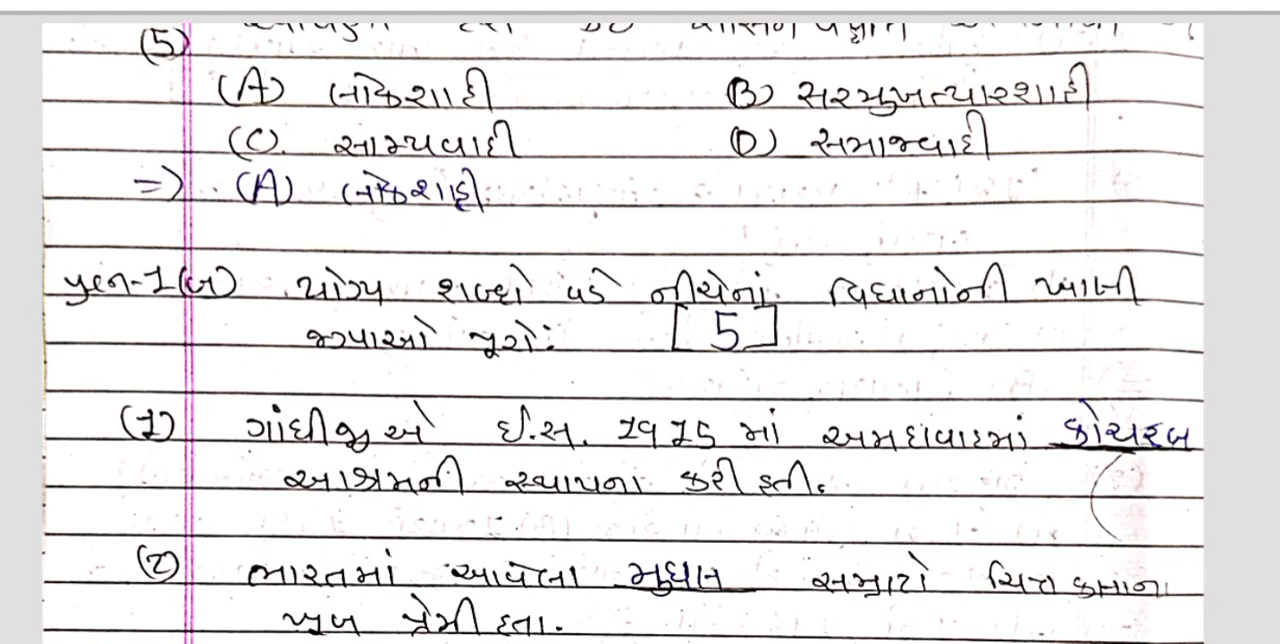 (5)
(A) લોકશાહી (B) સરમુખત્યારશાહી
(C). સામ્યવાદી (D) સમાજવાદી
=> . (A) લોકશાહી.
પ્રશ્ન-1(બ) યોગ્ય શબ્દો વડે નીચેનાં વિધાનોની ખાલી
જગ્યાઓ પૂરો: [5]
(1) ગાંધીજીએ ઈ.સ. 1915 માં અમદાવાદમાં કોચરબ
આશ્રમની સ્થાપના કરી હતી.
(2) ભારતમાં આવેલા મુઘલ સમ્રાટો ચિત્રકળાના
ખુબ પ્રેમી હતા.